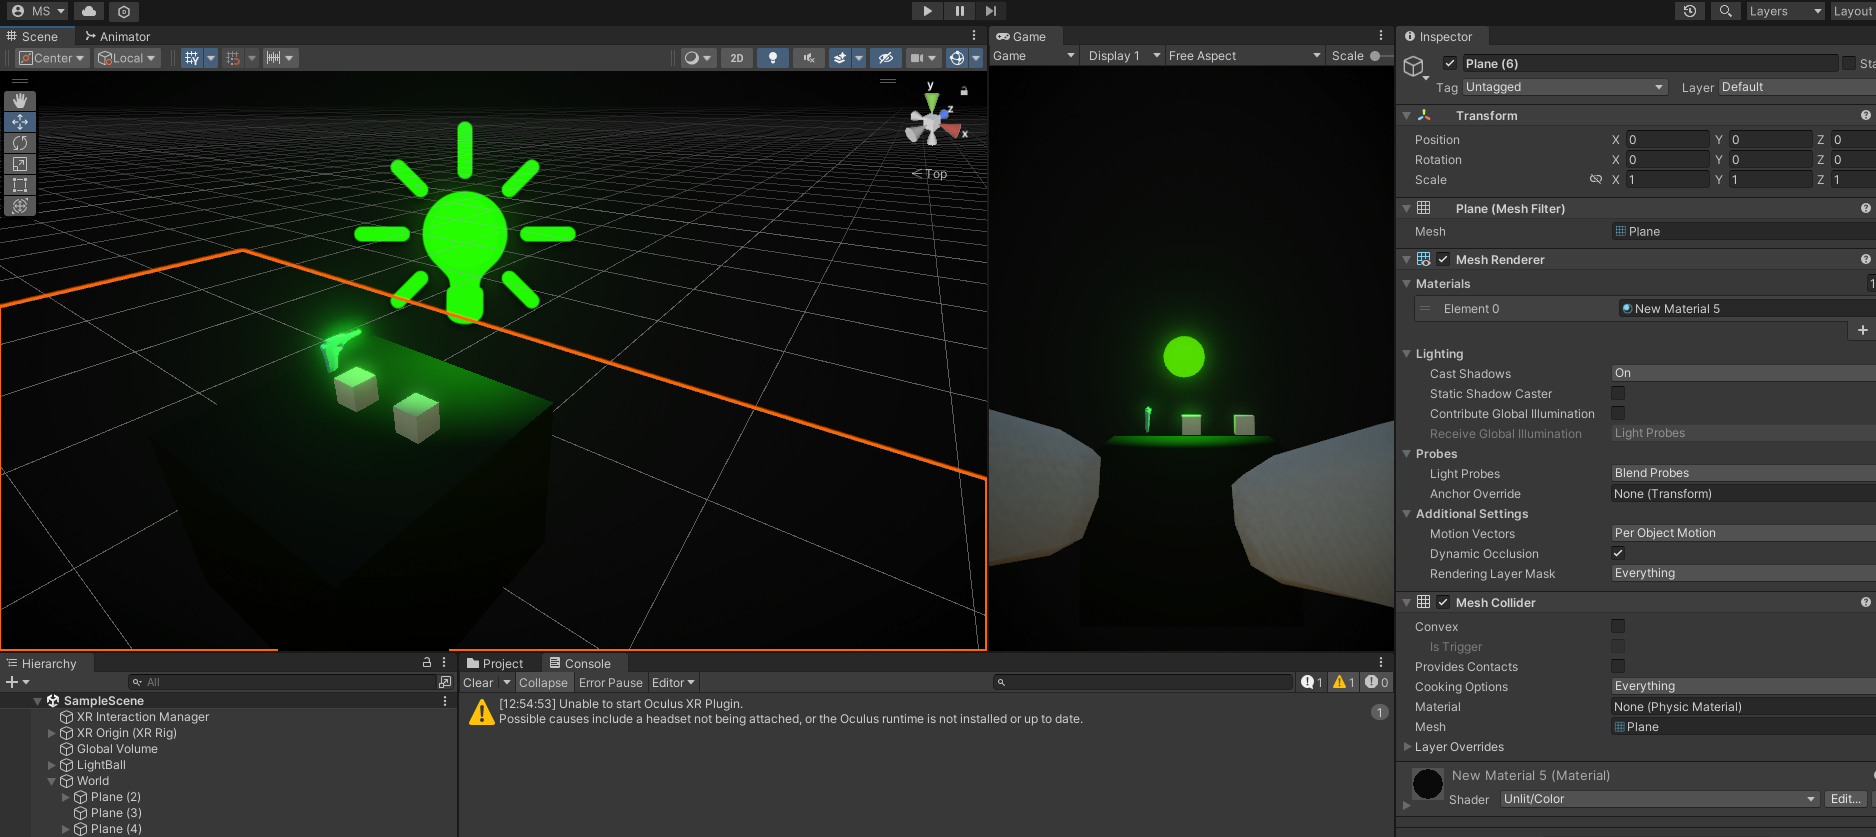 MS
Layers
Layout
Scene
Animator
Center
Local
2D
y
z
x
Top
Game
Game
Display 1
Free Aspect
Scale
Inspector
Plane (6)
Sta
Tag Untagged
Layer Default
Transform
Position X 0 Y 0 Z 0
Rotation X 0 Y 0 Z 0
Scale X 1 Y 1 Z 1
Plane (Mesh Filter)
Mesh Plane
Mesh Renderer
Materials 1
Element 0 New Material 5
Lighting
Cast Shadows On
Static Shadow Caster
Contribute Global Illumination
Receive Global Illumination Light Probes
Probes
Light Probes Blend Probes
Anchor Override None (Transform)
Additional Settings
Motion Vectors Per Object Motion
Dynamic Occlusion
Rendering Layer Mask Everything
Mesh Collider
Convex
Is Trigger
Provides Contacts
Cooking Options Everything
Material None (Physic Material)
Mesh Plane
Layer Overrides
New Material 5 (Material)
Shader Unlit/Color Edit...
Hierarchy
All
SampleScene
XR Interaction Manager
XR Origin (XR Rig)
Global Volume
LightBall
World
Plane (2)
Plane (3)
Plane (4)
Project
Console
Clear Collapse Error Pause Editor
1 1 0
[12:54:53] Unable to start Oculus XR Plugin.
Possible causes include a headset not being attached, or the Oculus runtime is not installed or up to date.
1